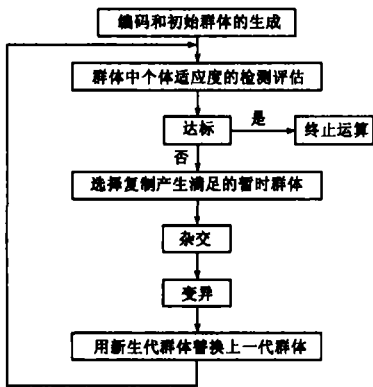 编码和初始群体的生成
群体中个体适应度的检测评估
达标
是
终止运算
否
选择复制产生满足的暂时群体
杂交
变异
用新生代群体替换上一代群体